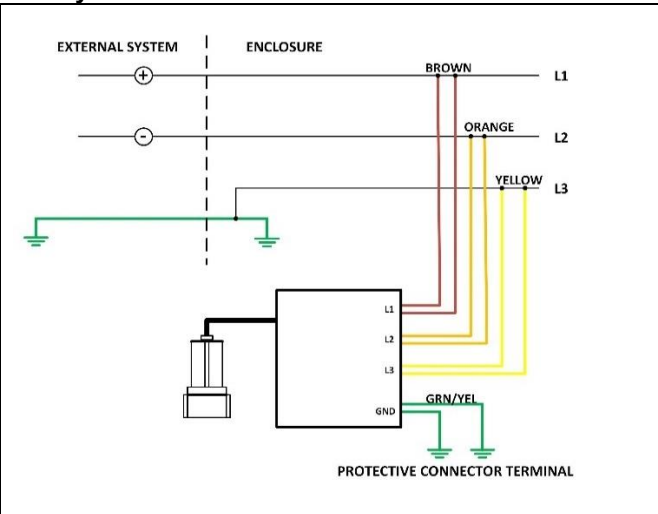 EXTERNAL SYSTEM ENCLOSURE
BROWN
+ L1
ORANGE
- L2
YELLOW
L3
L1
L2
L3
GRN/YEL
GND
PROTECTIVE CONNECTOR TERMINAL